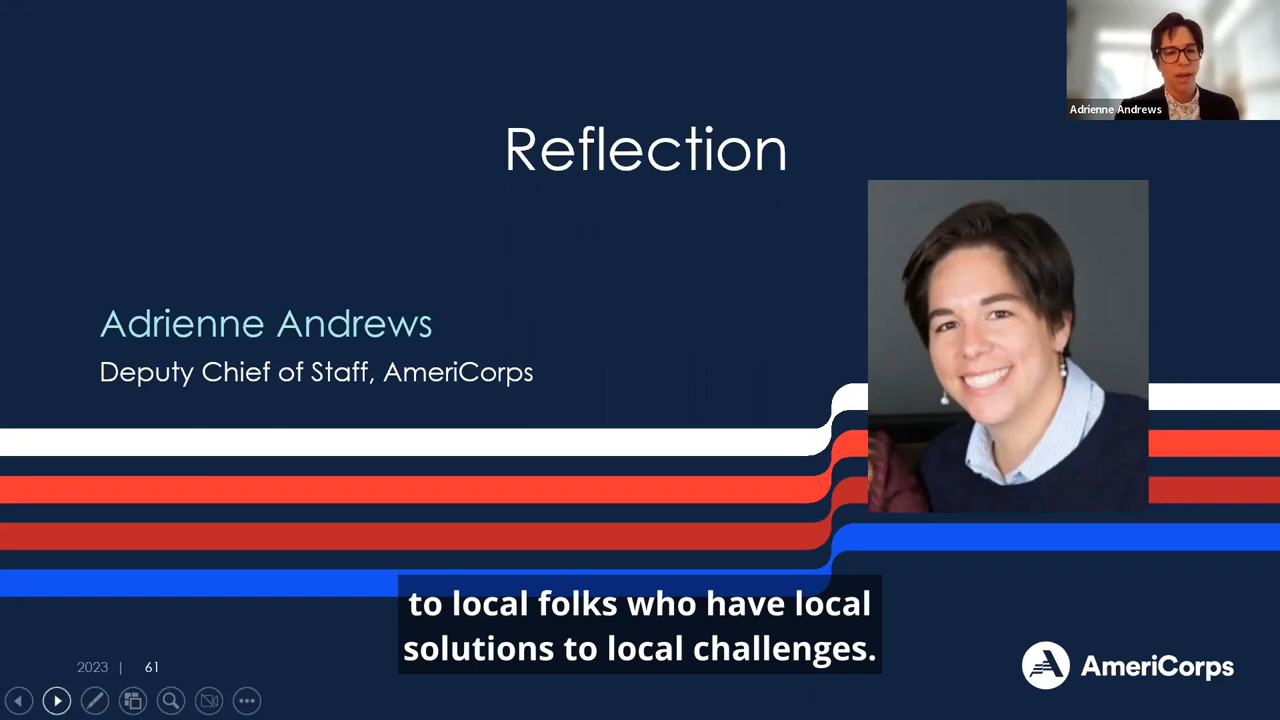 Adrienne Andrews
Reflection
Adrienne Andrews
Deputy Chief of Staff, AmeriCorps
to local folks who have local
solutions to local challenges.
2023 | 61
AmeriCorps